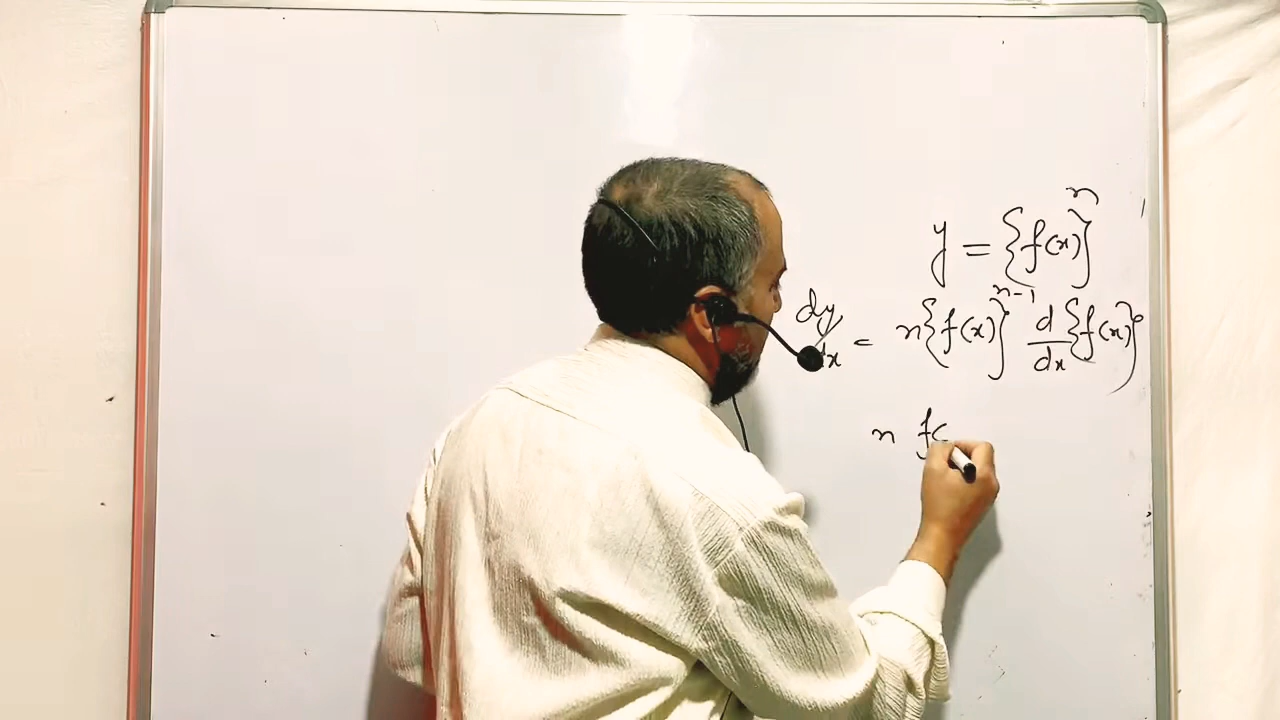 y = {f(x)}^n
dy/dx = n{f(x)}^{n-1} d/dx {f(x)}
n f(